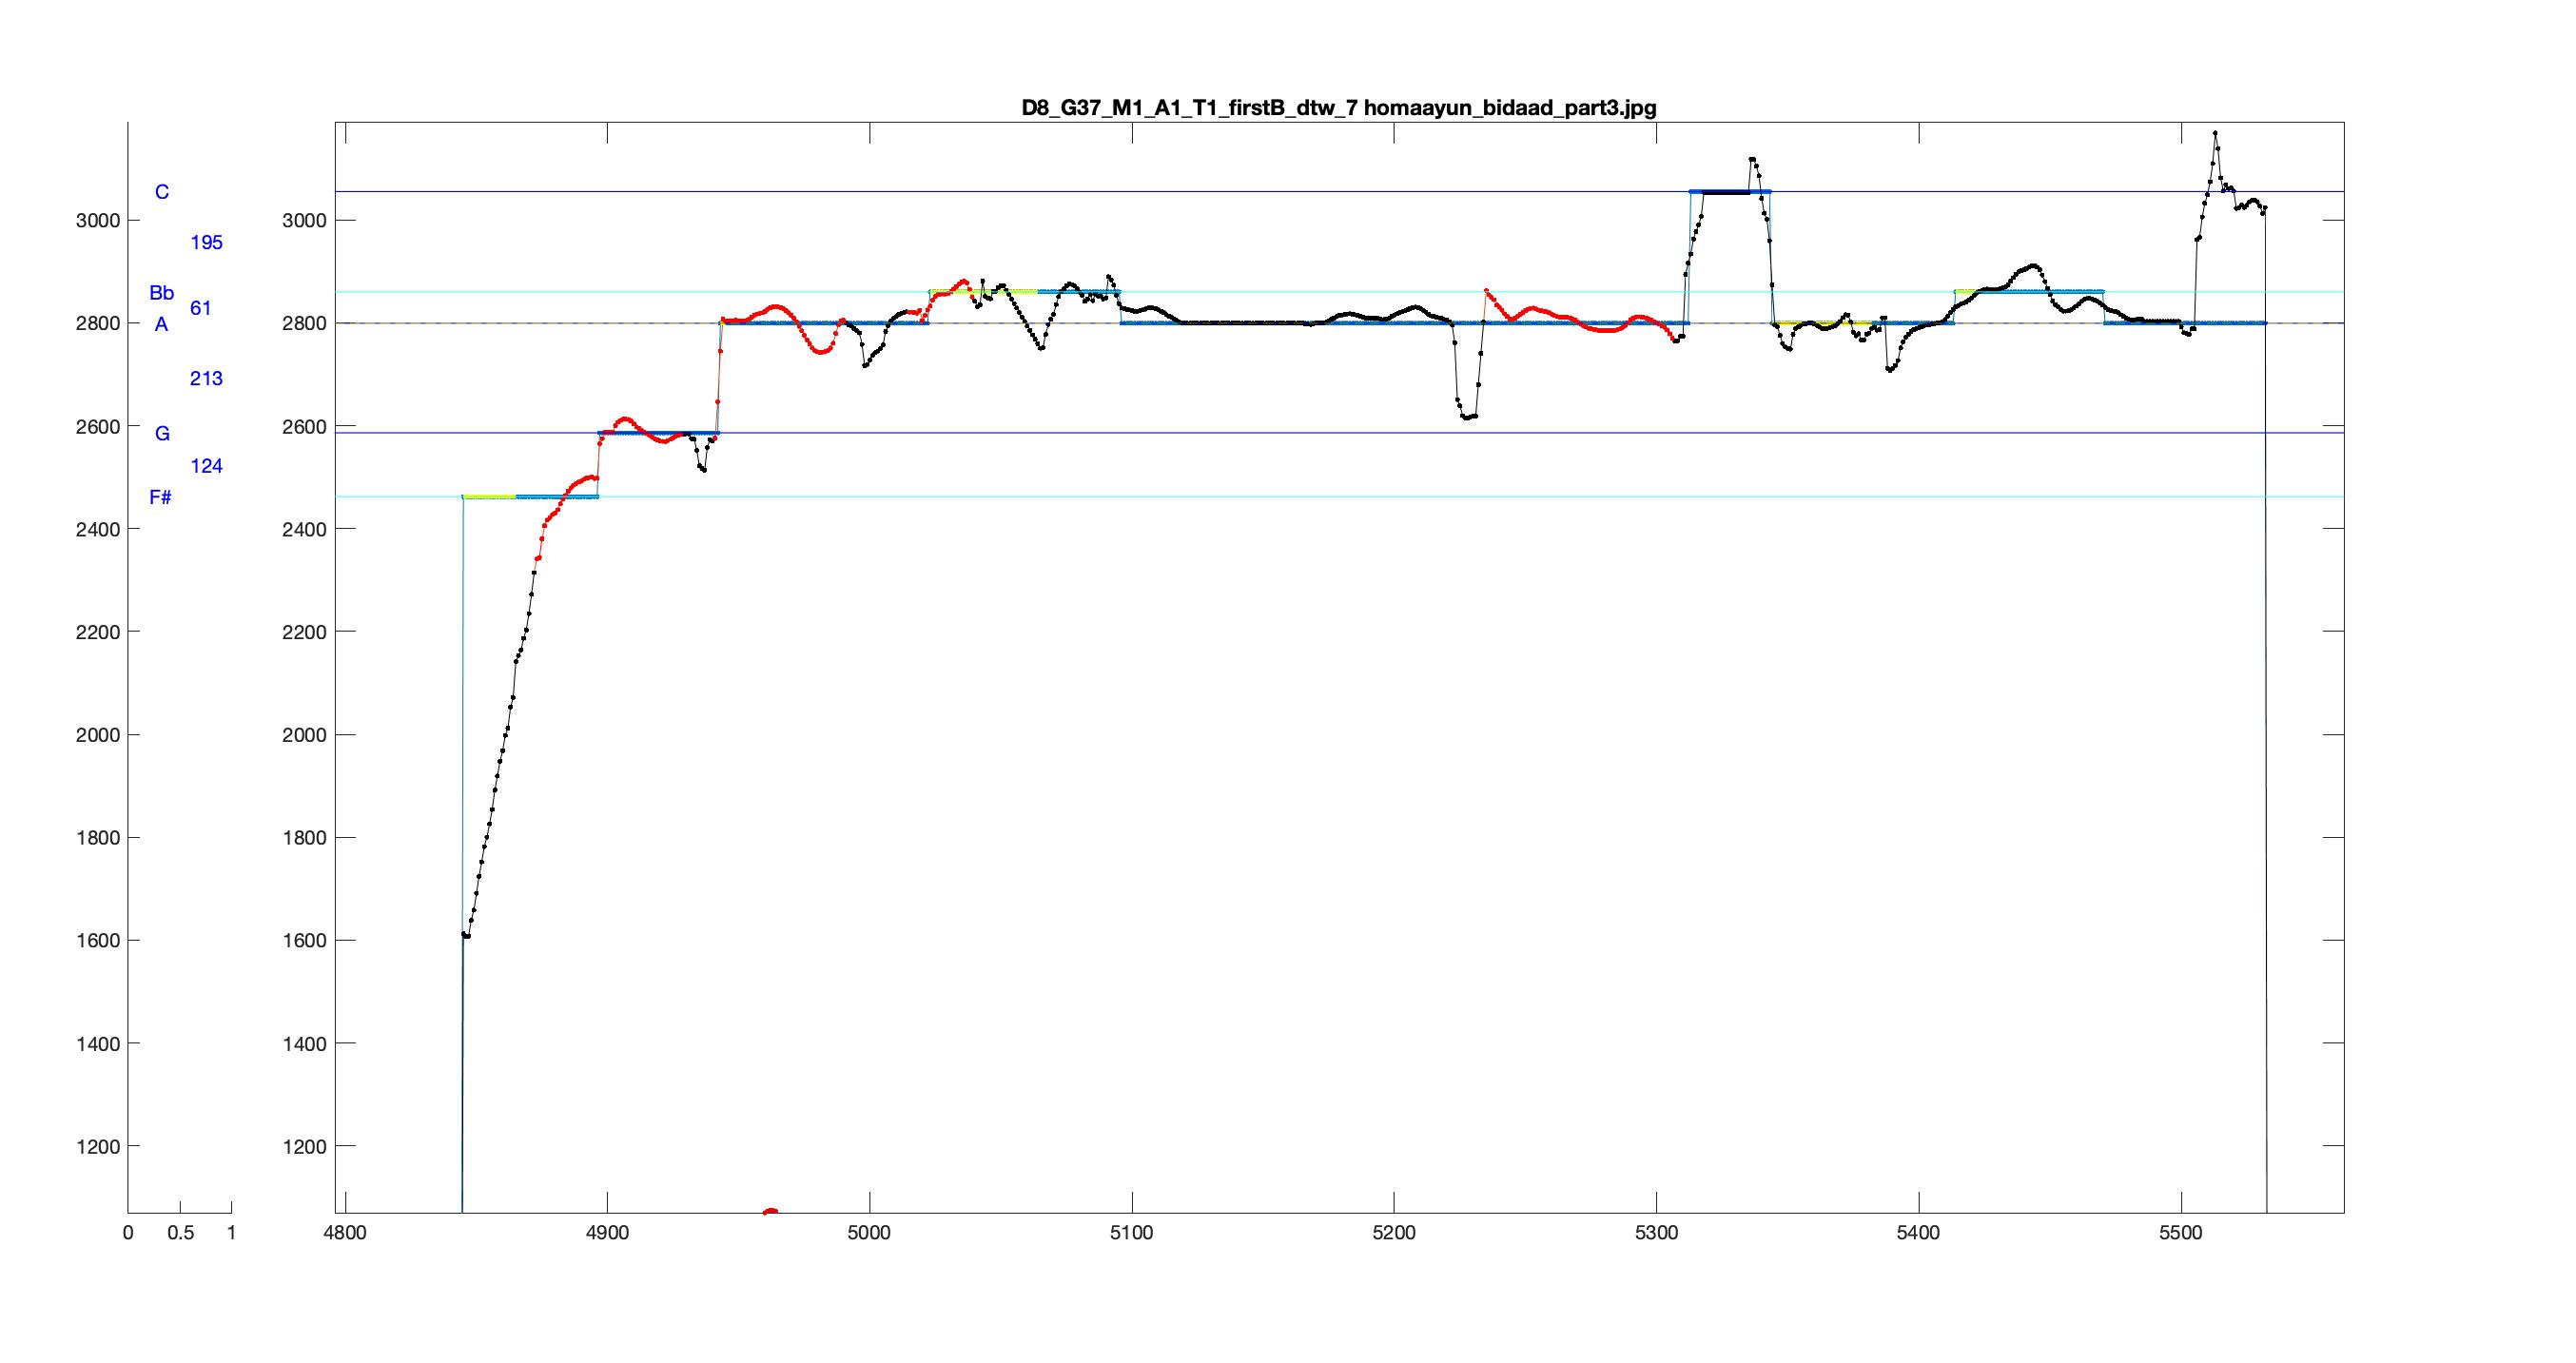 D8_G37_M1_A1_T1_firstB_dtw_7 homaayun_bidaad_part3.jpg
C
3000 3000
195
Bb
61
2800 A 2800
213
2600 G 2600
124
F#
2400 2400
2200 2200
2000 2000
1800 1800
1600 1600
1400 1400
1200 1200
0 0.5 1 4800 4900 5000 5100 5200 5300 5400 5500